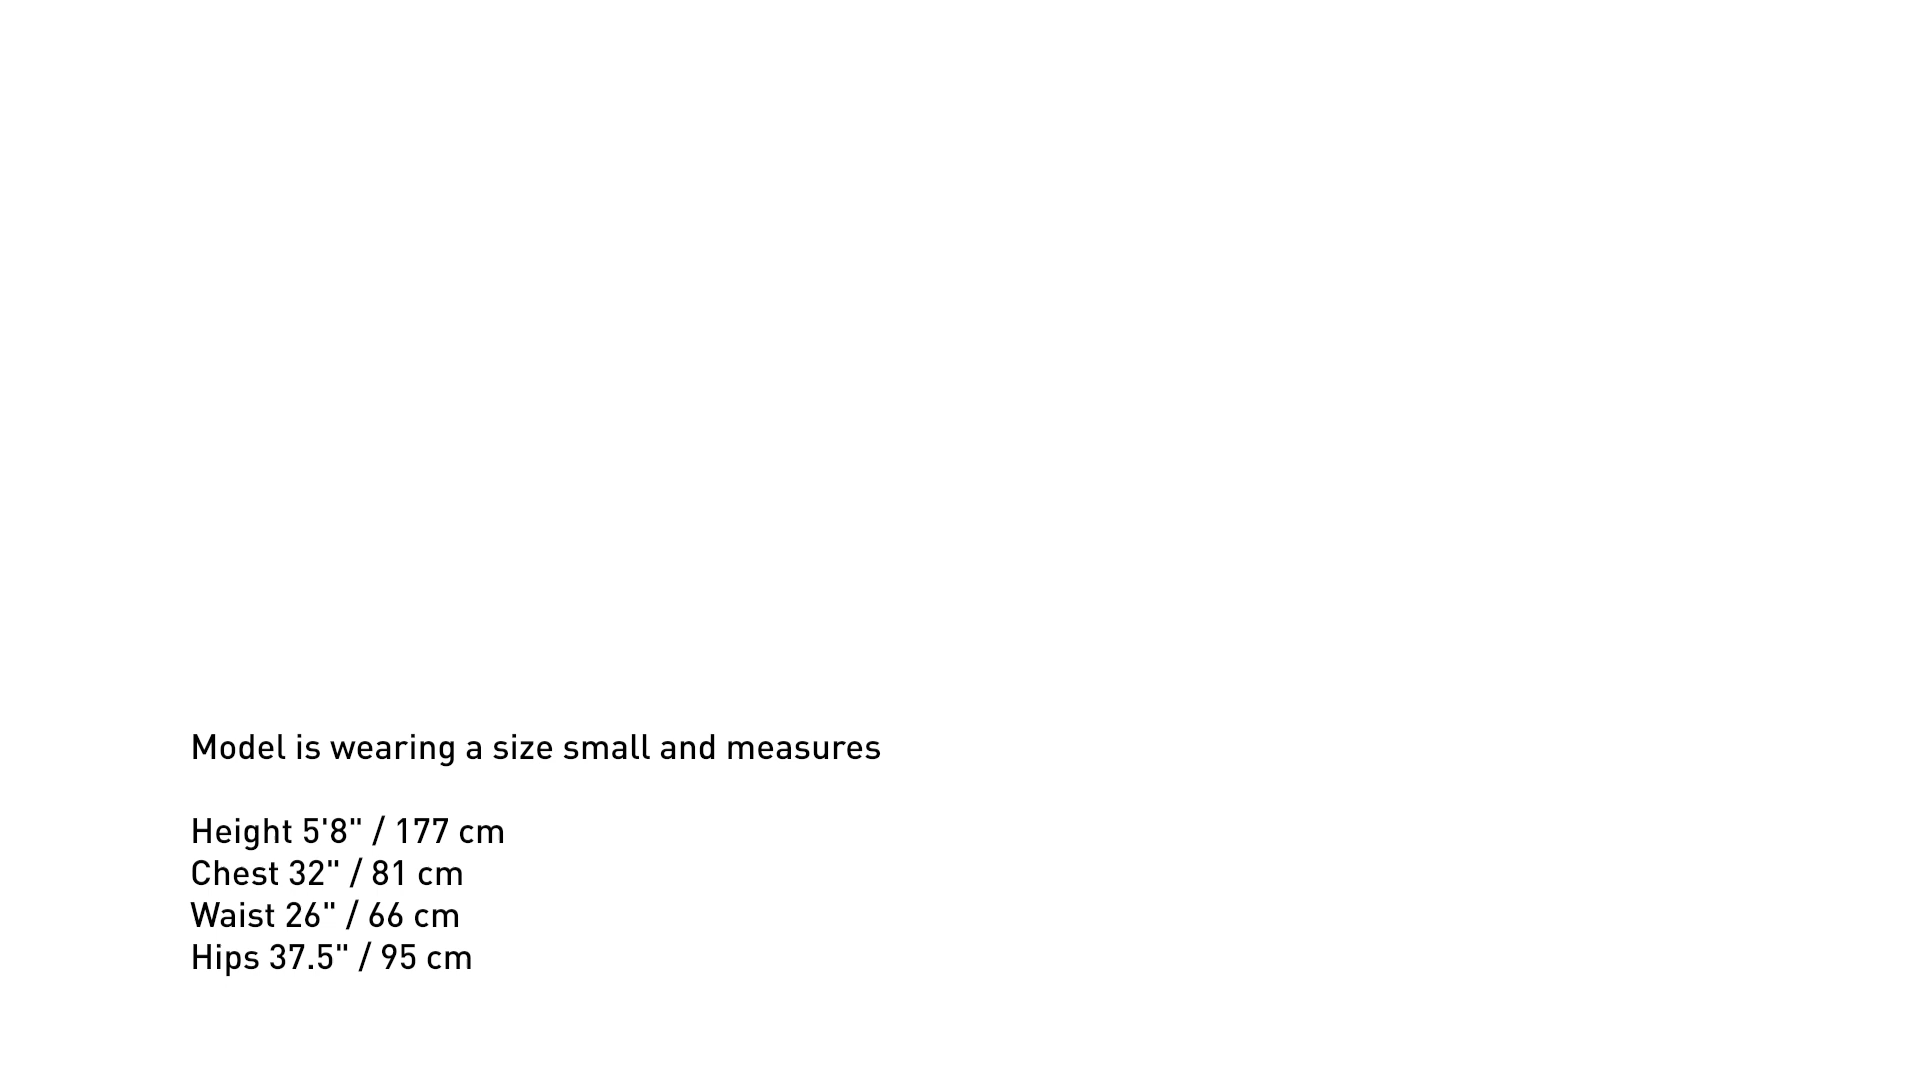 Model is wearing a size small and measures
Height 5'8" / 177 cm
Chest 32" / 81 cm
Waist 26" / 66 cm
Hips 37.5" / 95 cm